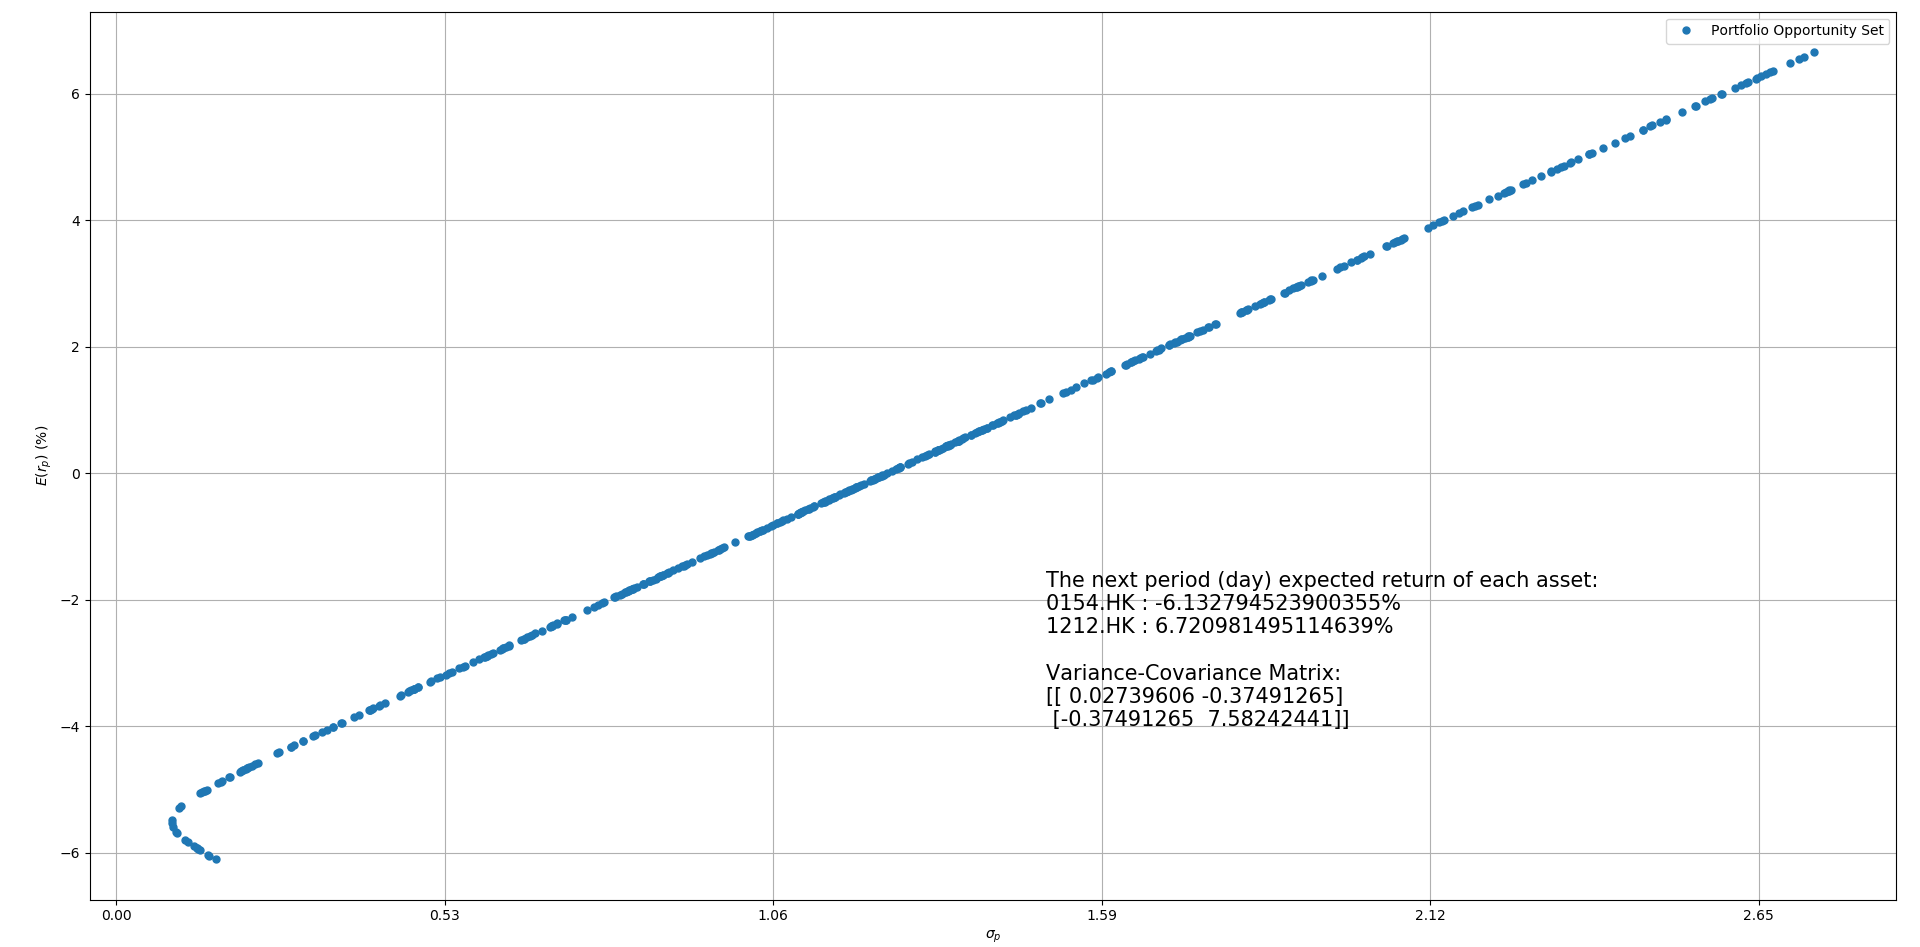 Portfolio Opportunity Set
6
4
2
0
−2
−4
−6
E(r_p) (%)
The next period (day) expected return of each asset:
0154.HK : -6.132794523900355%
1212.HK : 6.720981495114639%
Variance-Covariance Matrix:
[[ 0.02739606 -0.37491265]
[-0.37491265  7.58242441]]
0.00 0.53 1.06 1.59 2.12 2.65
σ_p